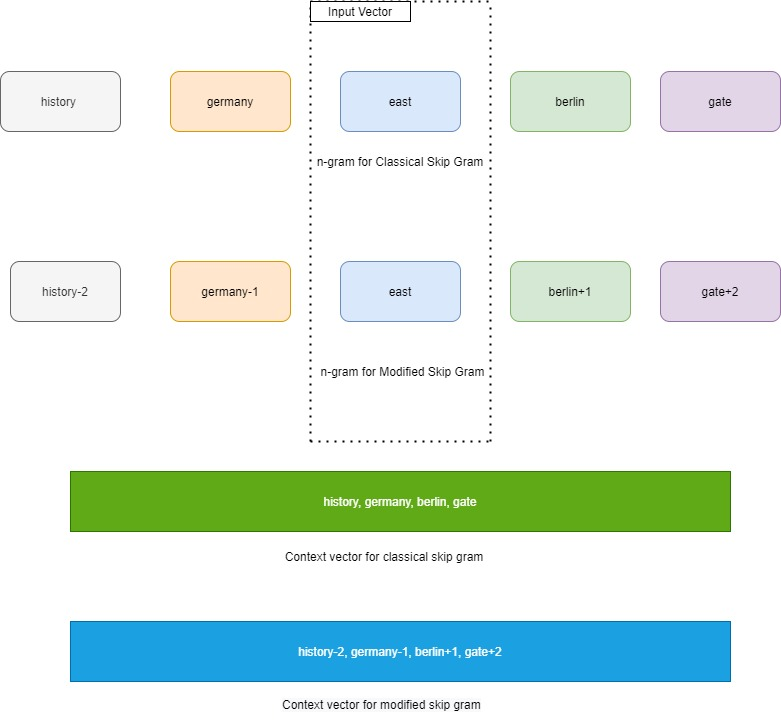 Input Vector
history
germany
east
berlin
gate
n-gram for Classical Skip Gram
history-2
germany-1
east
berlin+1
gate+2
n-gram for Modified Skip Gram
history, germany, berlin, gate
Context vector for classical skip gram
history-2, germany-1, berlin+1, gate+2
Context vector for modified skip gram